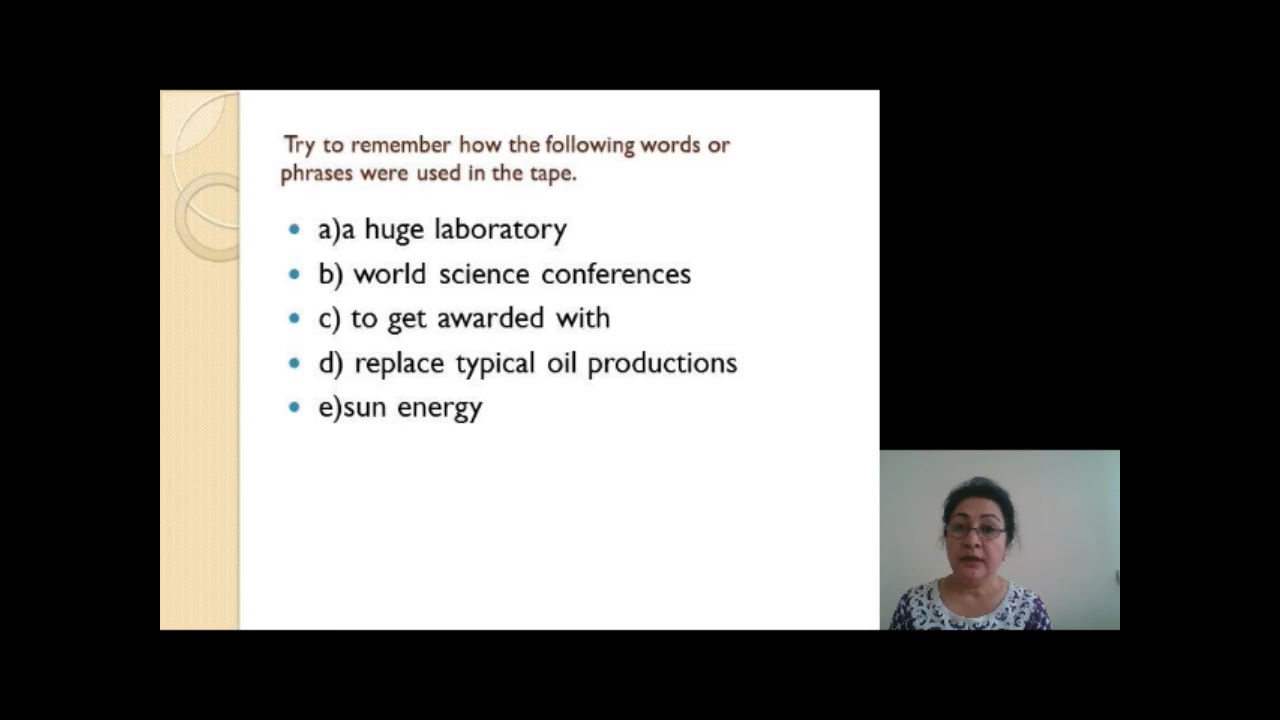 Try to remember how the following words or
phrases were used in the tape.
a)a huge laboratory
b) world science conferences
c) to get awarded with
d) replace typical oil productions
e)sun energy